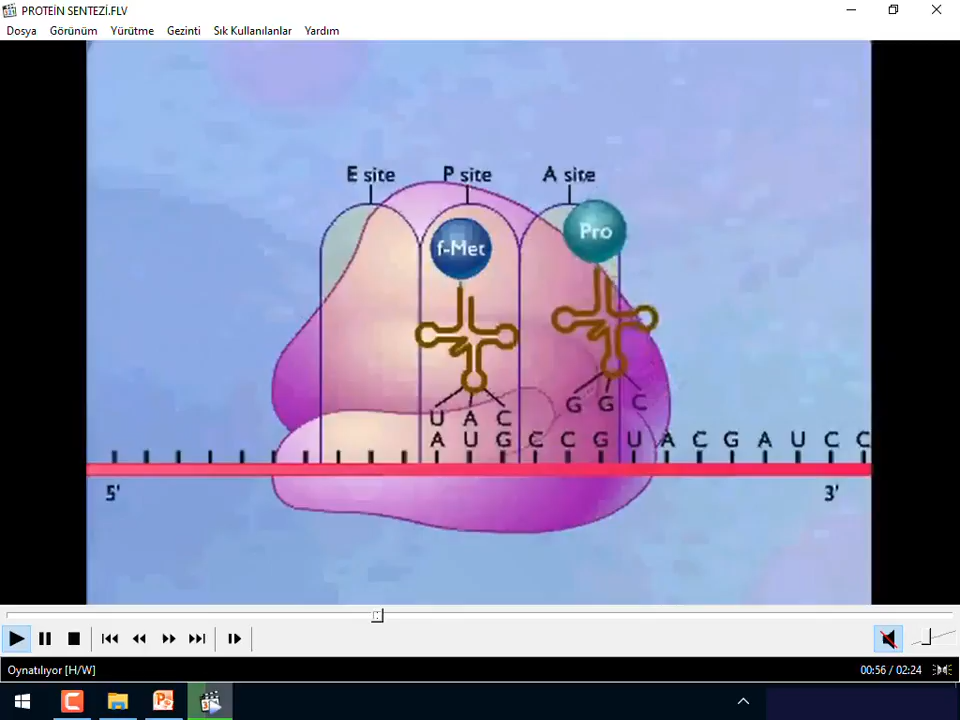 PROTEİN SENTEZİ.FLV
Dosya Görünüm Yürütme Gezinti Sık Kullanılanlar Yardım
E site P site A site
f-Met Pro
G G C
U A C
A U G C C G U A C G A U C C
5' 3'
Oynatılıyor [H/W] 00:56 / 02:24